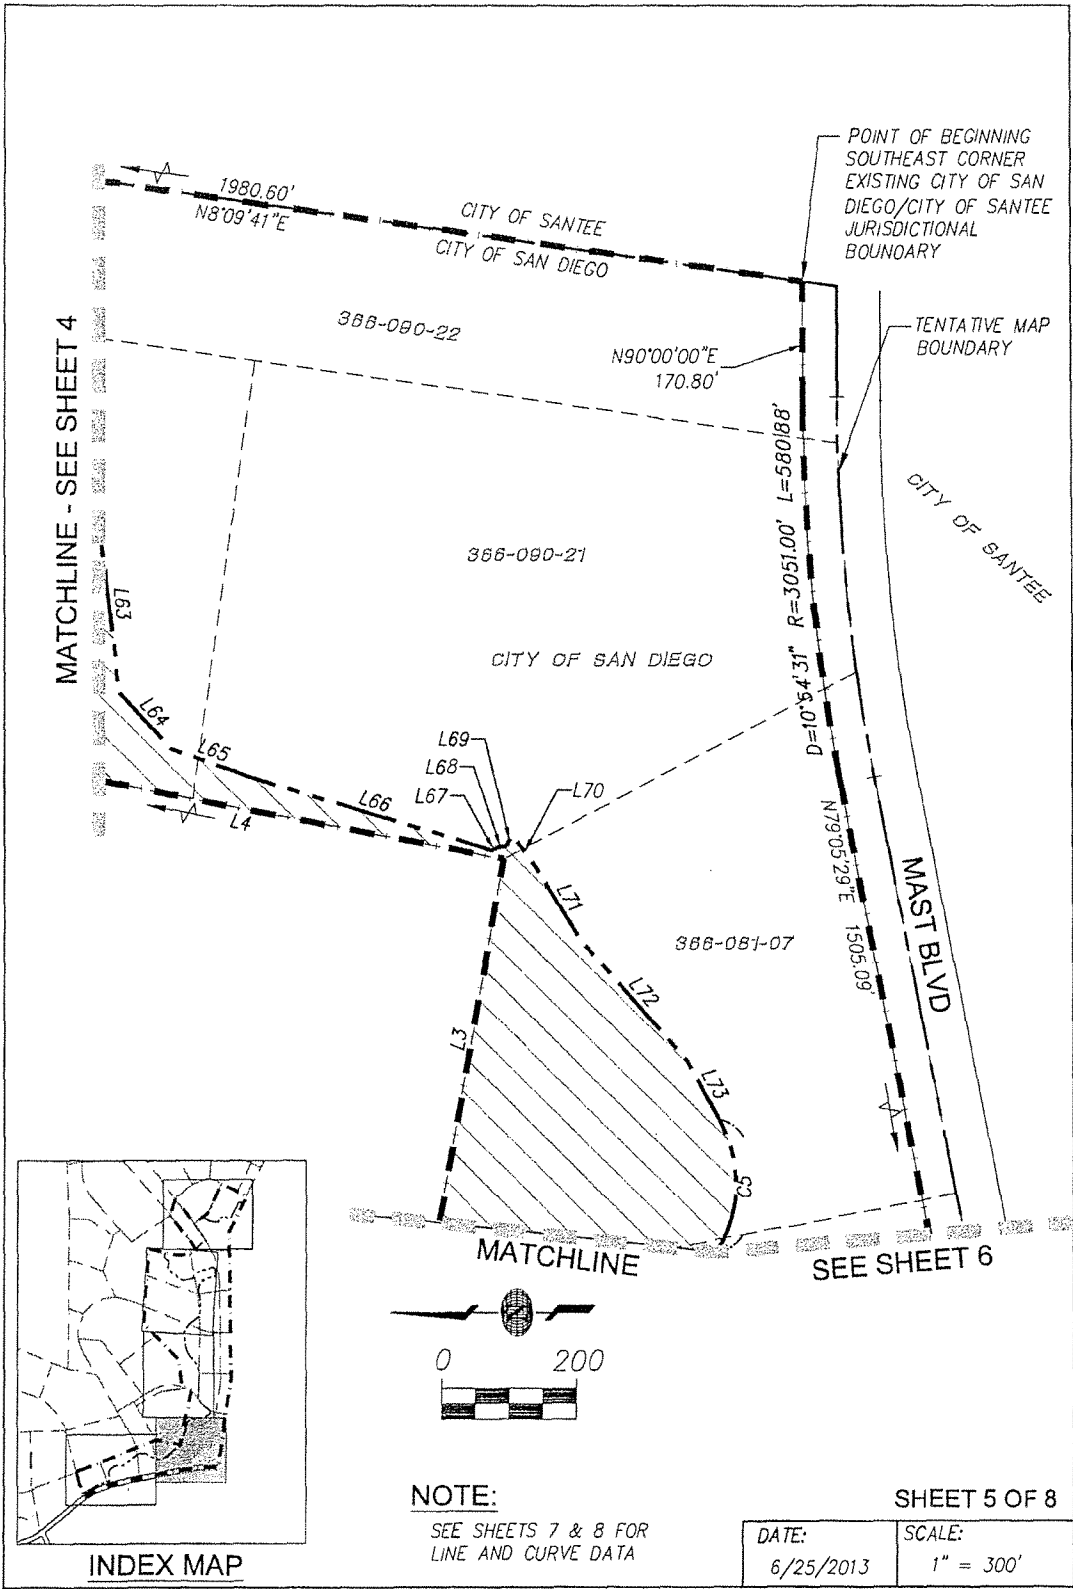 POINT OF BEGINNING
SOUTHEAST CORNER
EXISTING CITY OF SAN
DIEGO/CITY OF SANTEE
JURISDICTIONAL
BOUNDARY
1980.60'
N8°09'41"E
CITY OF SANTEE
CITY OF SAN DIEGO
MATCHLINE - SEE SHEET 4
366-090-22
N90°00'00"E
170.80'
TENTATIVE MAP
BOUNDARY
CITY OF SANTEE
366-090-21
CITY OF SAN DIEGO
D=10°54'31" R=3051.00' L=580.88'
L63
L64
L65
L66
L4
L69
L68
L67
L70
L71
L72
L73
L3
C5
366-081-07
N79°05'29"E 1505.09'
MAST BLVD
MATCHLINE
SEE SHEET 6
0 200
INDEX MAP
NOTE:
SEE SHEETS 7 & 8 FOR
LINE AND CURVE DATA
SHEET 5 OF 8
DATE:
6/25/2013
SCALE:
1" = 300'